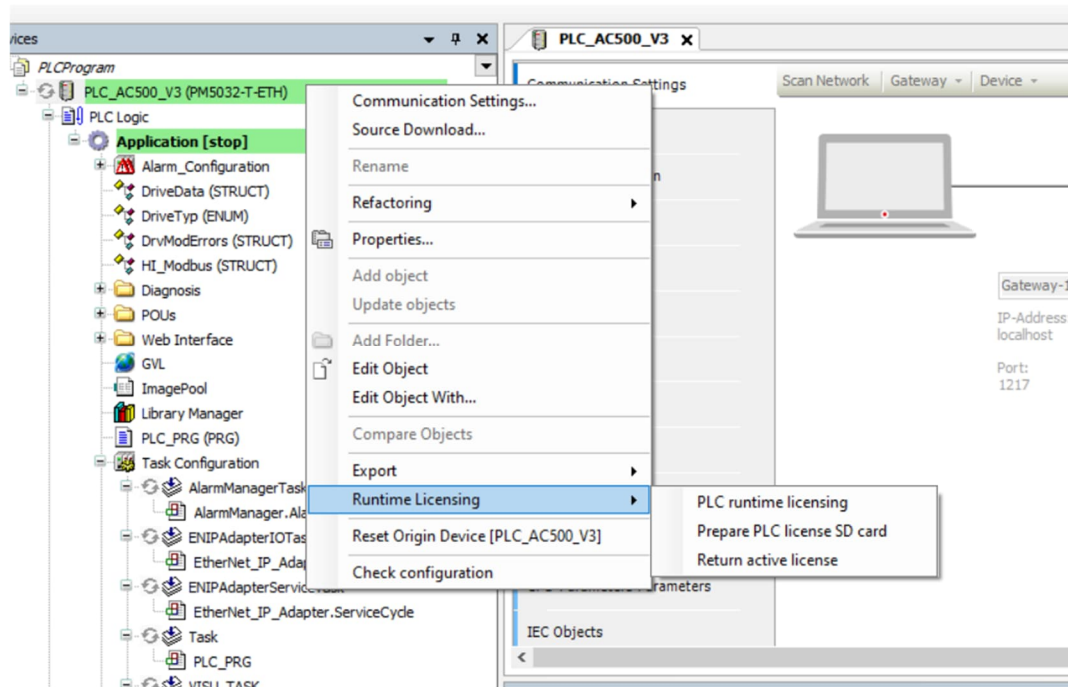 vices
PLC_AC500_V3
PLCProgram
PLC_AC500_V3 (PM5032-T-ETH)
PLC Logic
Application [stop]
Alarm_Configuration
DriveData (STRUCT)
DriveTyp (ENUM)
DrvModErrors (STRUCT)
HI_Modbus (STRUCT)
Diagnosis
POUs
Web Interface
GVL
ImagePool
Library Manager
PLC_PRG (PRG)
Task Configuration
AlarmManagerTask
AlarmManager.Ala
ENIPAdapterIOTas
EtherNet_IP_Adap
ENIPAdapterService
EtherNet_IP_Adapter.ServiceCycle
Task
PLC_PRG
VISU_TASK
Communication Settings...
Source Download...
Rename
Refactoring
Properties...
Add object
Update objects
Add Folder...
Edit Object
Edit Object With...
Compare Objects
Export
Runtime Licensing
Reset Origin Device [PLC_AC500_V3]
Check configuration
PLC runtime licensing
Prepare PLC license SD card
Return active license
Settings
n
Parameters
IEC Objects
Scan Network
Gateway
Device
Gateway-1
IP-Address
localhost
Port:
1217